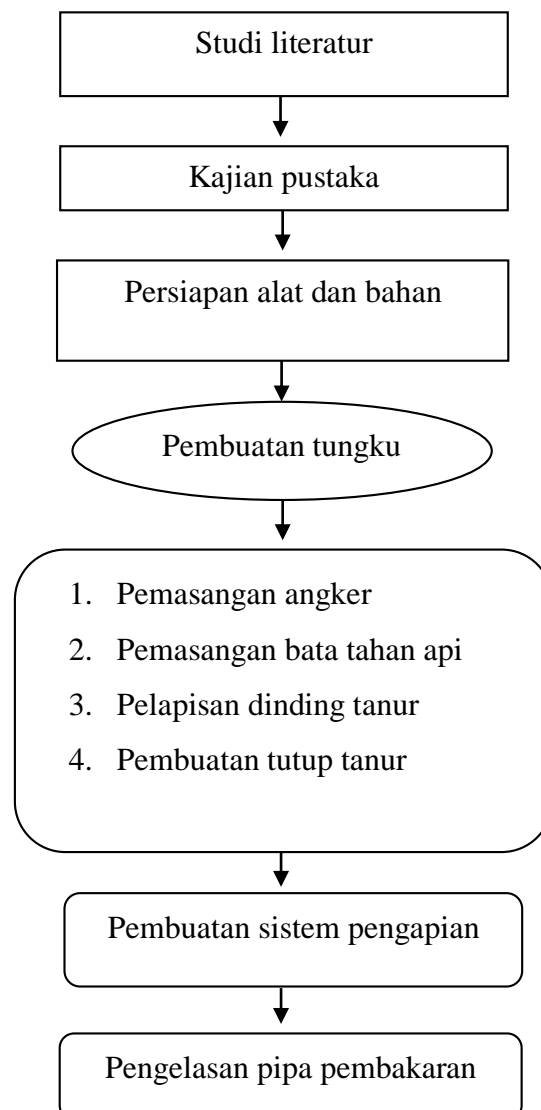 Studi literatur
Kajian pustaka
Persiapan alat dan bahan
Pembuatan tungku
1. Pemasangan angker
2. Pemasangan bata tahan api
3. Pelapisan dinding tanur
4. Pembuatan tutup tanur
Pembuatan sistem pengapian
Pengelasan pipa pembakaran